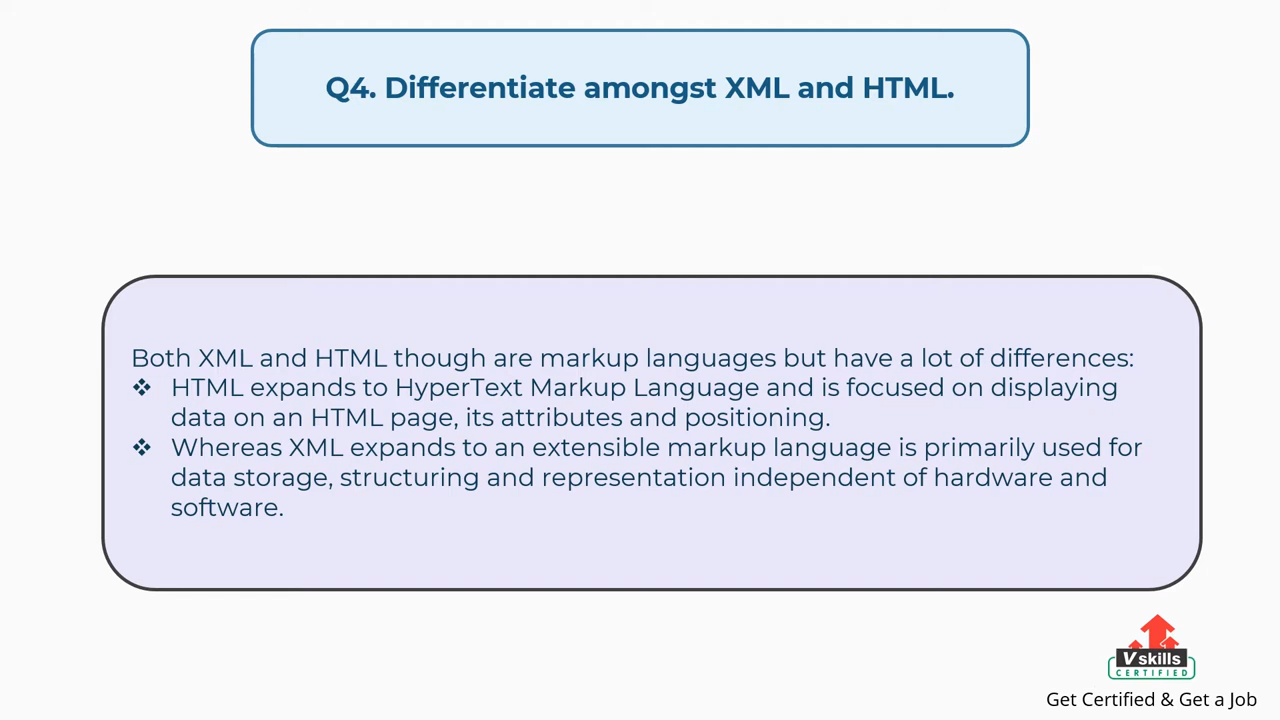 Q4. Differentiate amongst XML and HTML.
Both XML and HTML though are markup languages but have a lot of differences:
❖ HTML expands to HyperText Markup Language and is focused on displaying
data on an HTML page, its attributes and positioning.
❖ Whereas XML expands to an extensible markup language is primarily used for
data storage, structuring and representation independent of hardware and
software.
Vskills
CERTIFIED
Get Certified & Get a Job